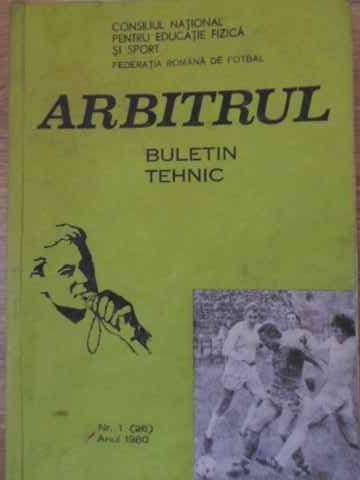 CONSILIUL NAȚIONAL
PENTRU EDUCAȚIE FIZICĂ
ȘI SPORT
FEDERAȚIA ROMÂNĂ DE FOTBAL
ARBITRUL
BULETIN
TEHNIC
Nr. 1 (26)
Anul 1980